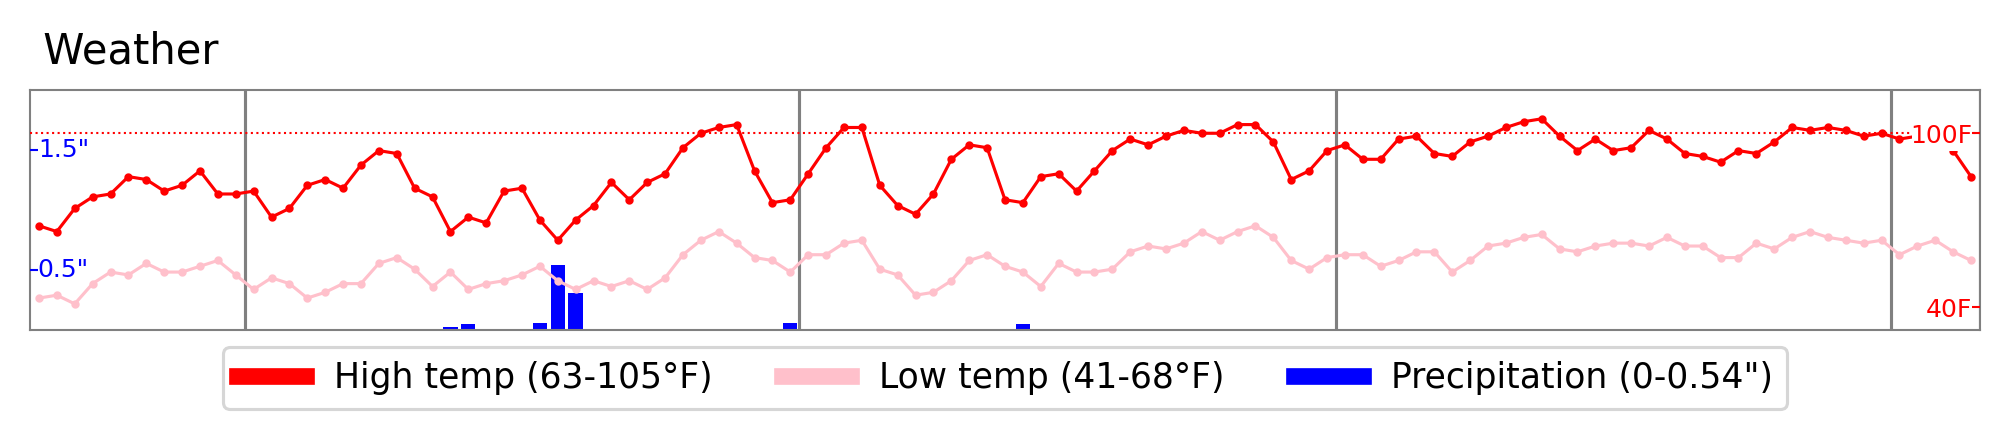 Weather
1.5"
100F
0.5"
40F
High temp (63-105°F) Low temp (41-68°F) Precipitation (0-0.54")